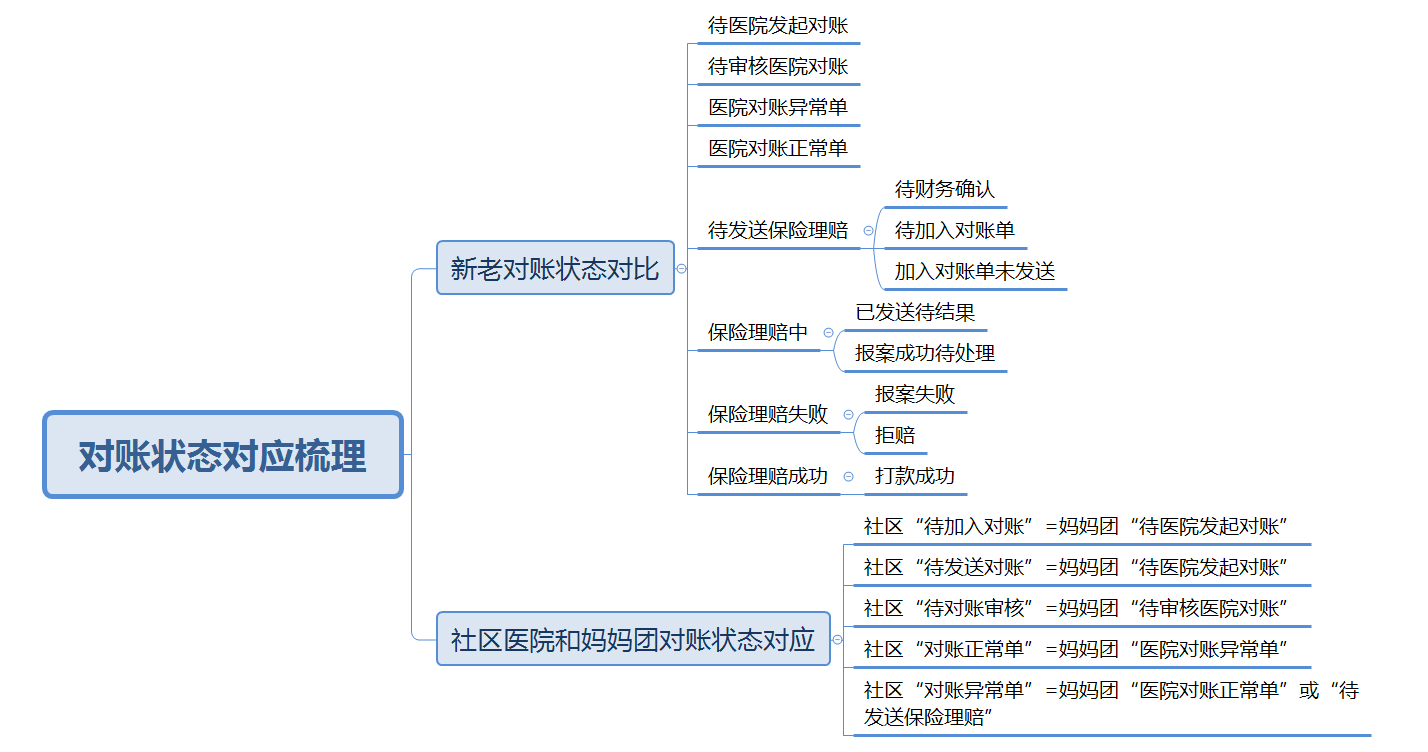 对账状态对应梳理
新老对账状态对比
待医院发起对账
待审核医院对账
医院对账异常单
医院对账正常单
待发送保险理赔
待财务确认
待加入对账单
加入对账单未发送
保险理赔中
已发送待结果
报案成功待处理
保险理赔失败
报案失败
拒赔
保险理赔成功
打款成功
社区医院和妈妈团对账状态对应
社区“待加入对账”=妈妈团“待医院发起对账”
社区“待发送对账”=妈妈团“待医院发起对账”
社区“待对账审核”=妈妈团“待审核医院对账”
社区“对账正常单”=妈妈团“医院对账异常单”
社区“对账异常单”=妈妈团“医院对账正常单”或“待
发送保险理赔”